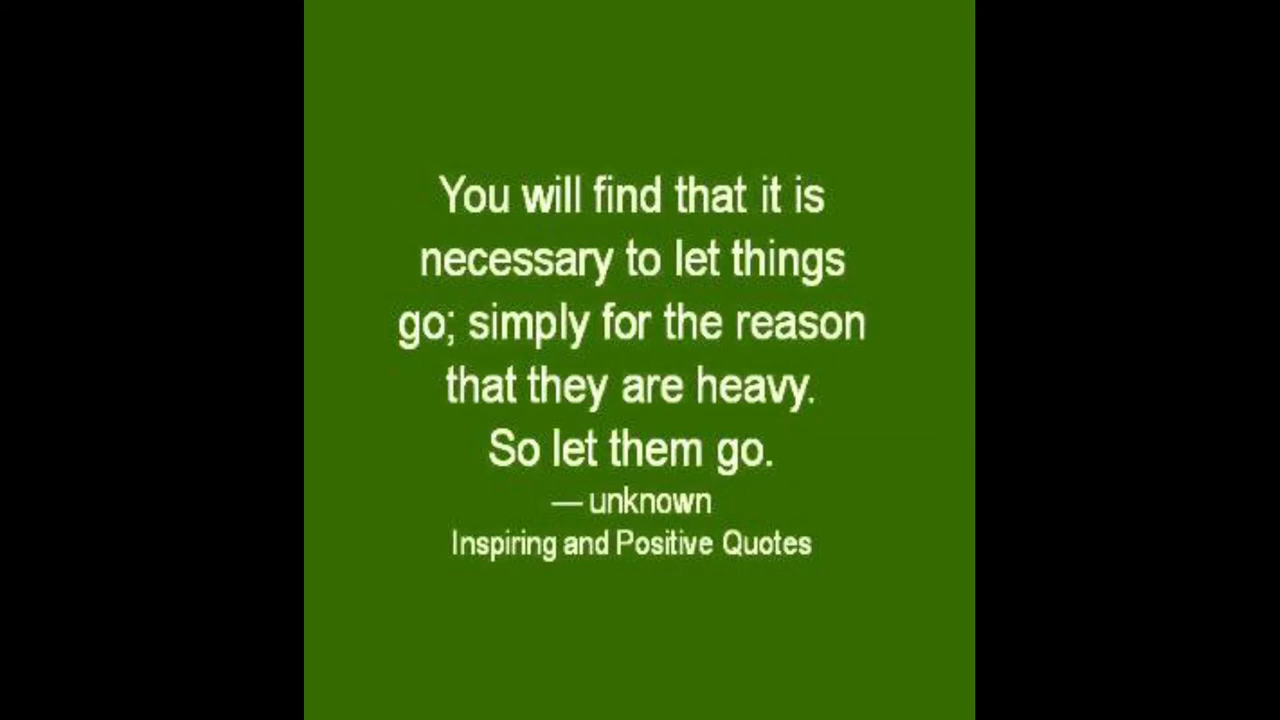 You will find that it is
necessary to let things
go; simply for the reason
that they are heavy.
So let them go.
— unknown
Inspiring and Positive Quotes